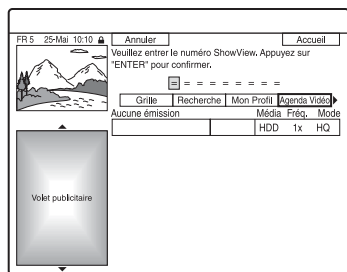 FR 5 25-Mai 10:10 Annuler Accueil
Veuillez entrer le numéro ShowView. Appuyez sur
"ENTER" pour confirmer.
= = = = = = = = =
Grille Recherche Mon Profil Agenda Vidéo
Aucune émission Média Fréq. Mode
HDD 1x HQ
Volet publicitaire